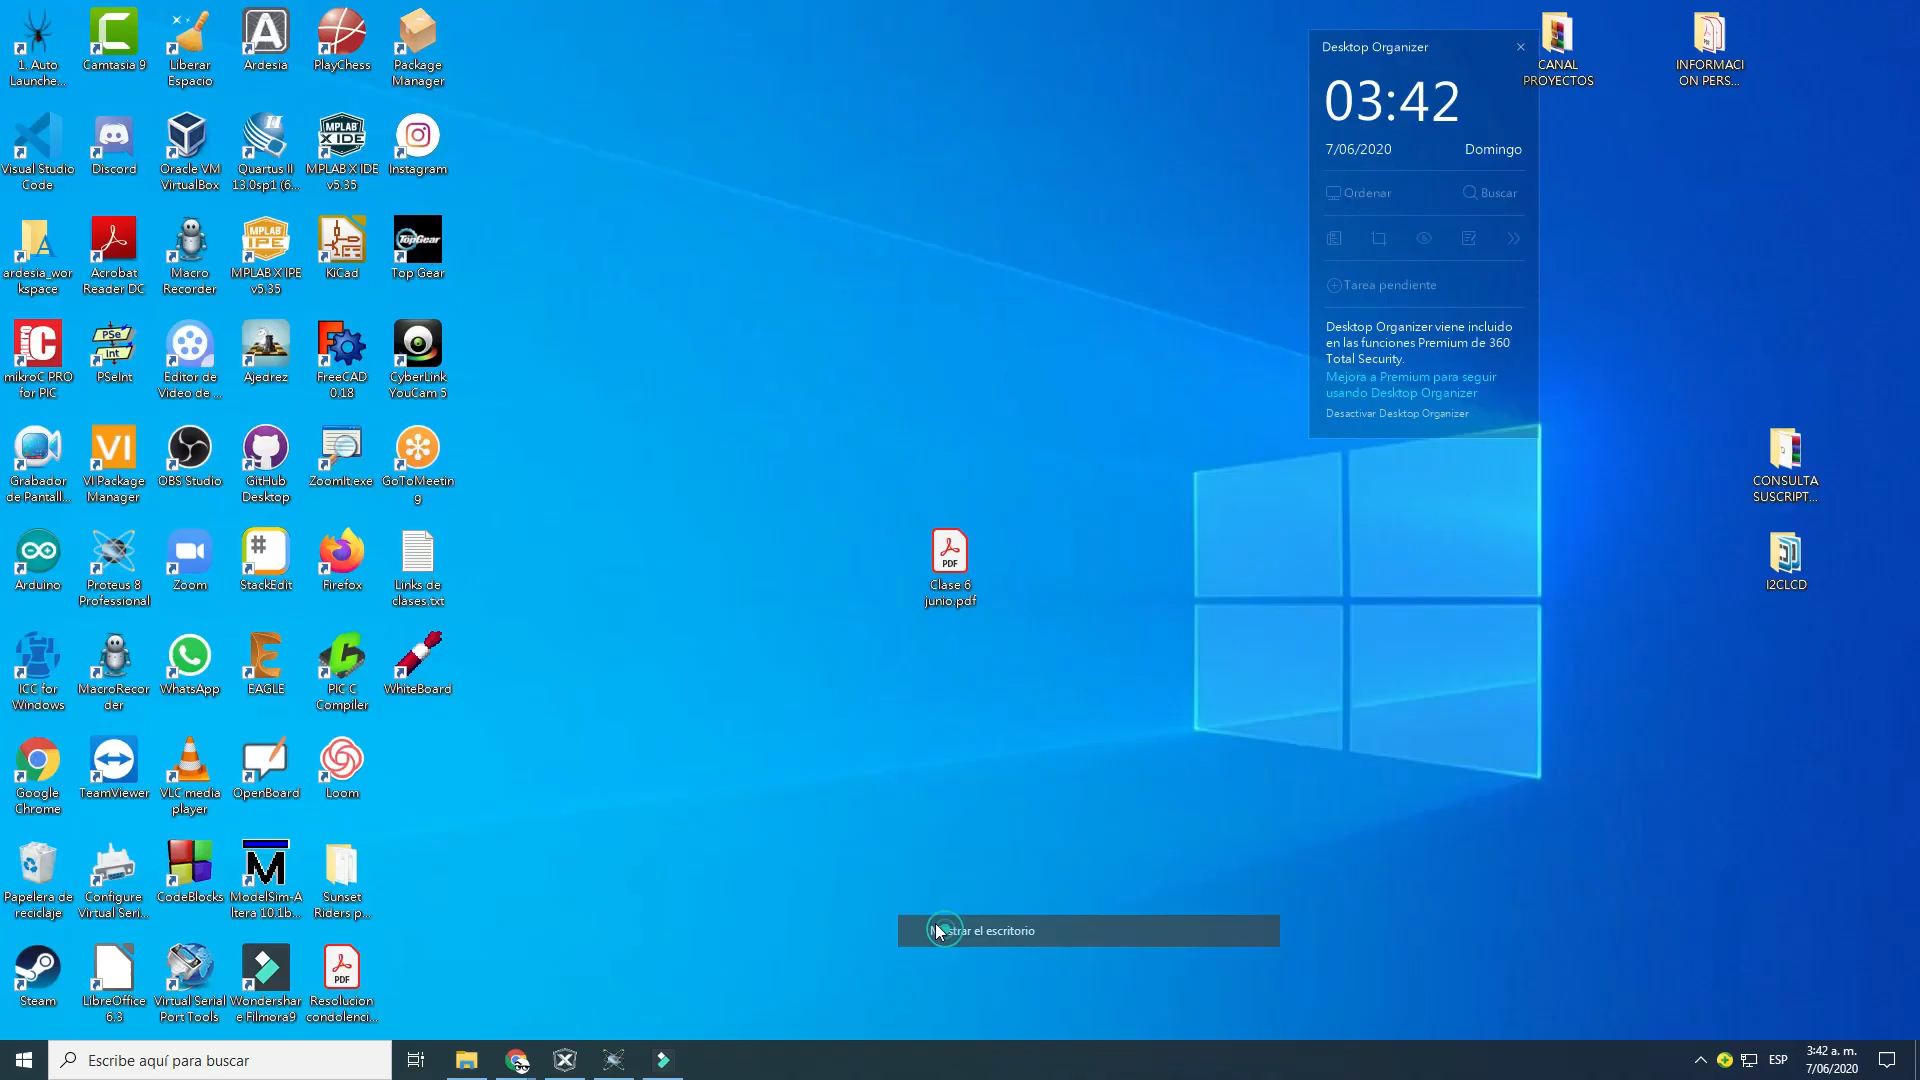 1. Auto
Launche...
Camtasia 9
Liberar
Espacio
Ardesia
PlayChess
Package
Manager
Visual Studio
Code
Discord
Oracle VM
VirtualBox
Quartus II
13.0sp1 (6...
MPLAB X IDE
v5.35
Instagram
ardesia_wor
kspace
Acrobat
Reader DC
Macro
Recorder
MPLAB X IPE
v5.35
KiCad
Top Gear
mikroC PRO
for PIC
PSeInt
Editor de
Video de ...
Ajedrez
FreeCAD
0.18
CyberLink
YouCam 5
Grabador
de Pantall...
VI Package
Manager
OBS Studio
GitHub
Desktop
ZoomIt.exe
GoToMeetin
g
Arduino
Proteus 8
Professional
Zoom
StackEdit
Firefox
Links de
clases.txt
ICC for
Windows
MacroRecor
der
WhatsApp
EAGLE
PIC C
Compiler
WhiteBoard
Google
Chrome
TeamViewer
VLC media
player
OpenBoard
Loom
Papelera de
reciclaje
Configure
Virtual Seri...
CodeBlocks
ModelSim-A
ltera 10.1b...
Sunset
Riders p...
Steam
LibreOffice
6.3
Virtual Serial
Port Tools
Wondershar
e Filmora9
Resolucion
condolenci...
Clase 6
junio.pdf
Desktop Organizer
03:42
7/06/2020 Domingo
Ordenar Buscar
Tarea pendiente
Desktop Organizer viene incluido
en las funciones Premium de 360
Total Security.
Mejora a Premium para seguir
usando Desktop Organizer
Desactivar Desktop Organizer
CANAL
PROYECTOS
INFORMACI
ON PERS...
CONSULTA
SUSCRIPT...
I2CLCD
Mostrar el escritorio
Escribe aquí para buscar
ESP
3:42 a. m.
7/06/2020